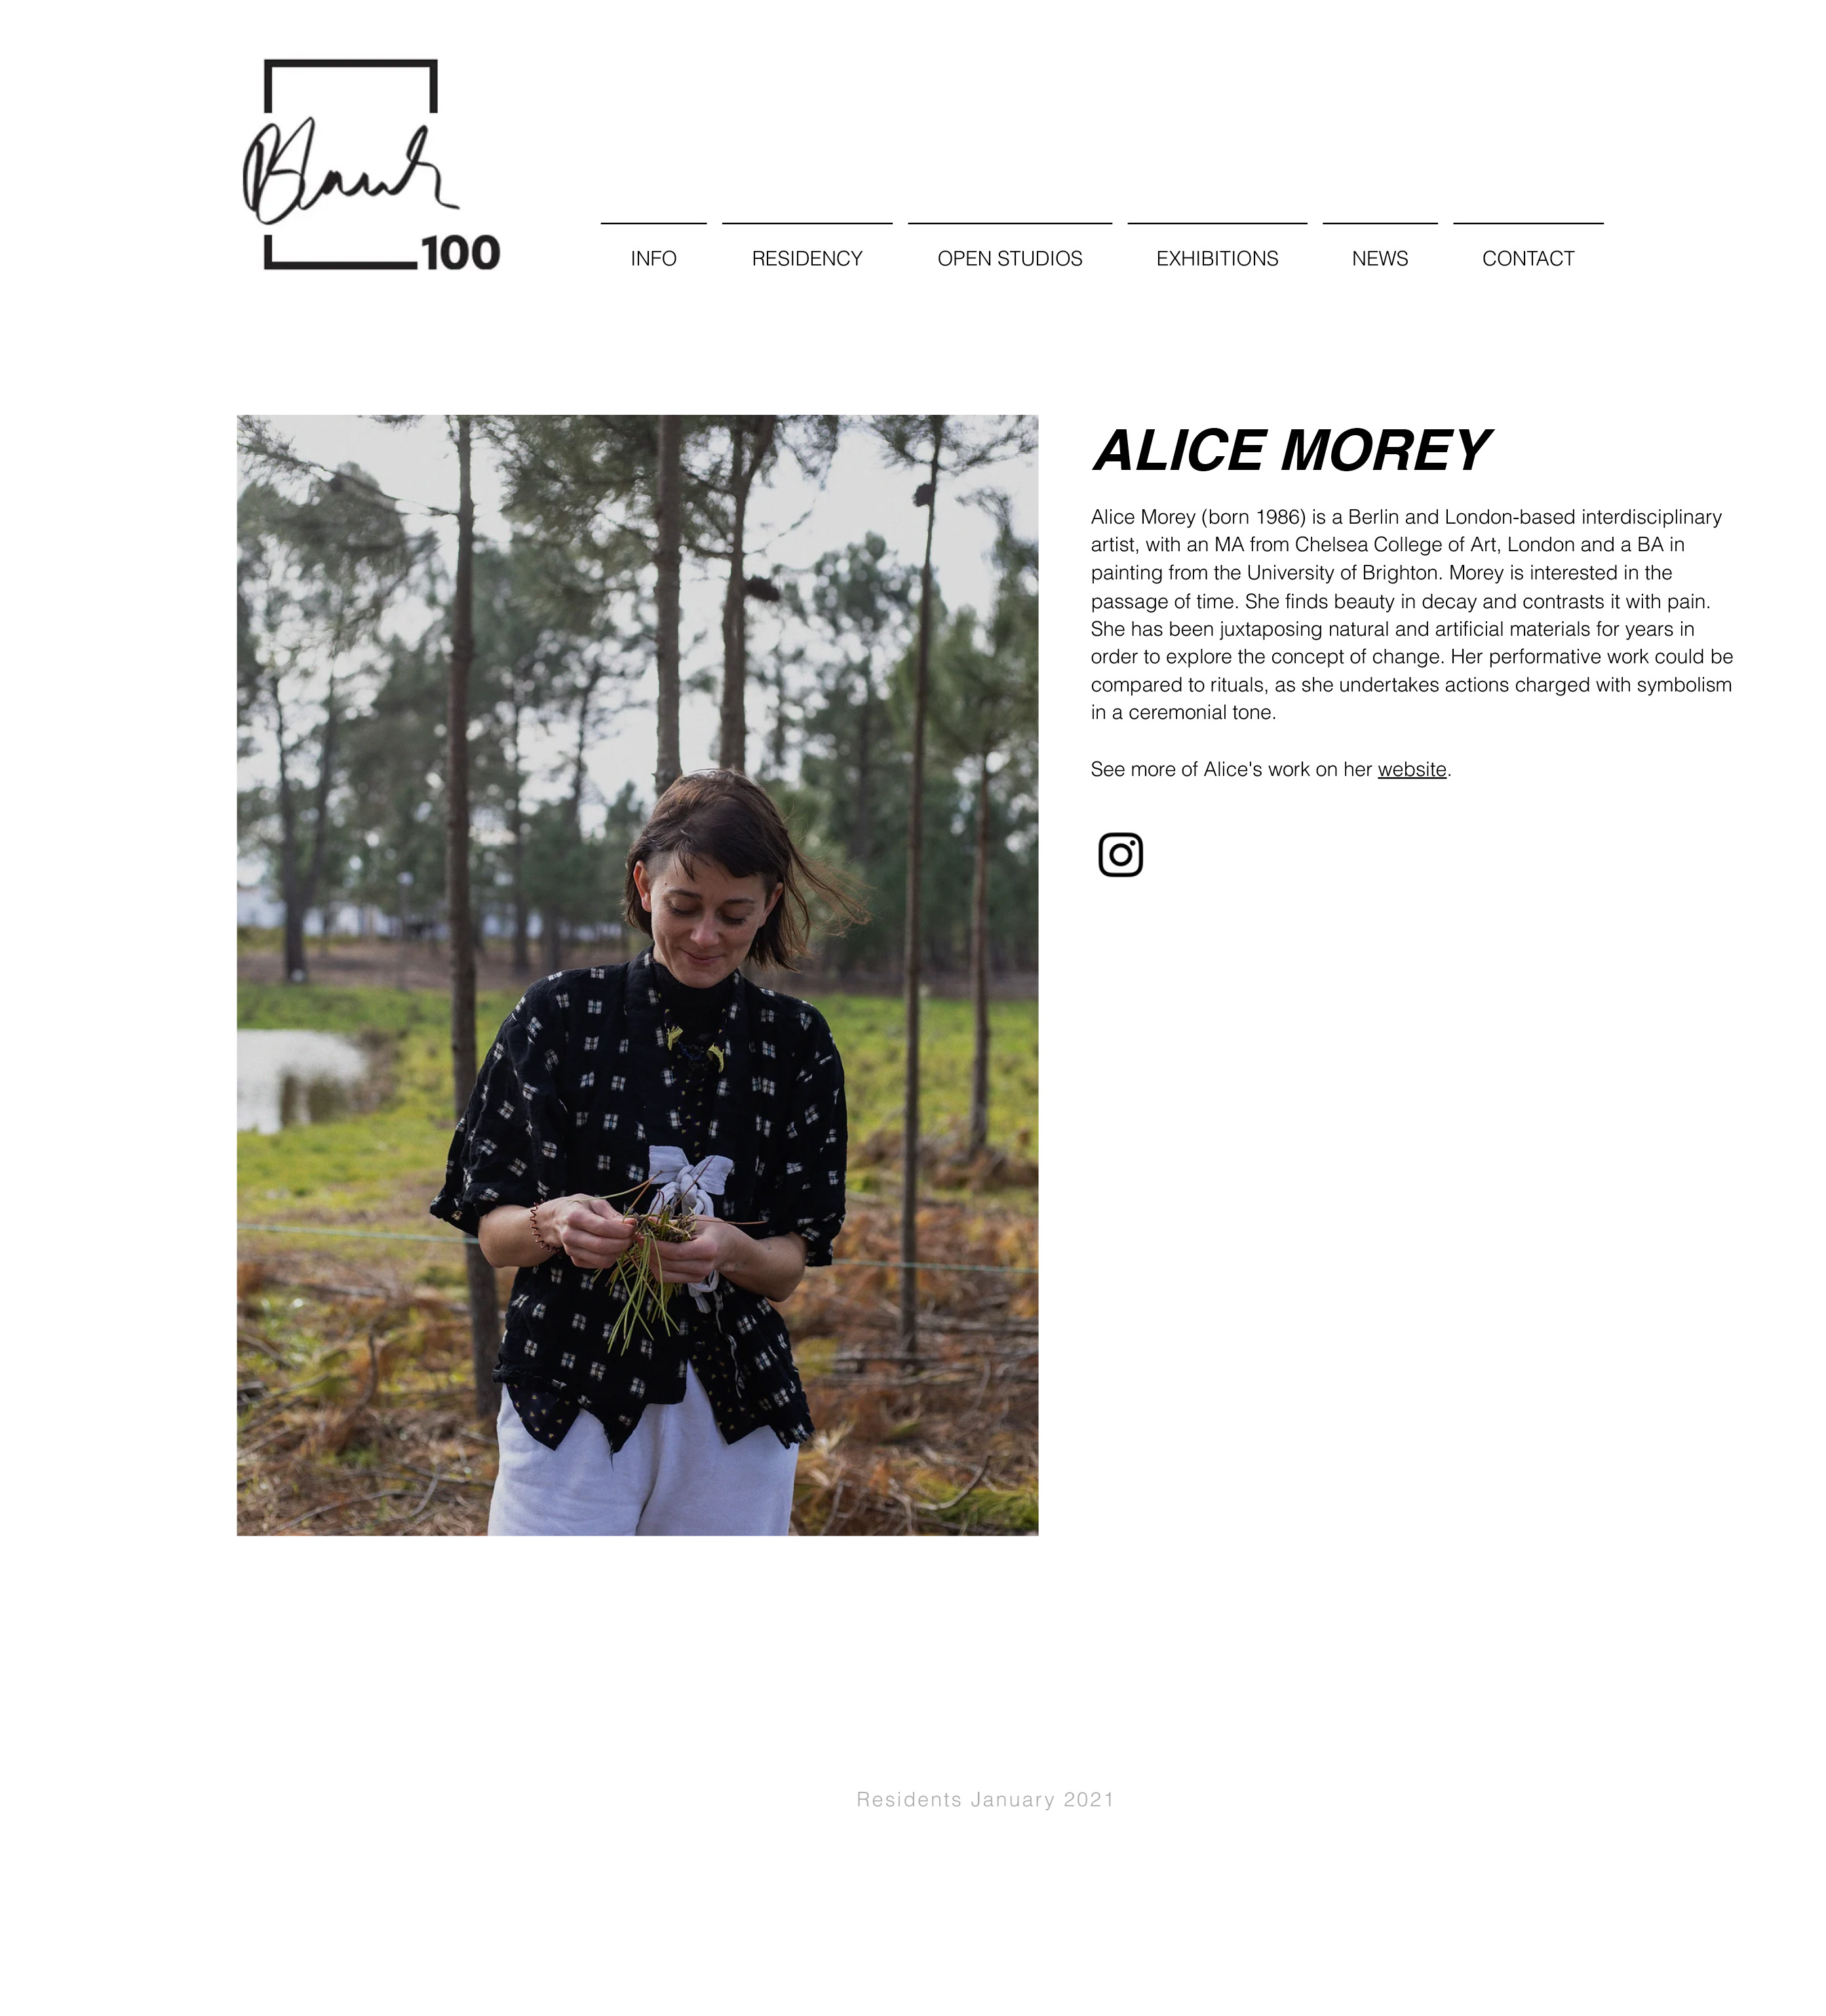 100
INFO
RESIDENCY
OPEN STUDIOS
EXHIBITIONS
NEWS
CONTACT
ALICE MOREY
Alice Morey (born 1986) is a Berlin and London-based interdisciplinary
artist, with an MA from Chelsea College of Art, London and a BA in
painting from the University of Brighton. Morey is interested in the
passage of time. She finds beauty in decay and contrasts it with pain.
She has been juxtaposing natural and artificial materials for years in
order to explore the concept of change. Her performative work could be
compared to rituals, as she undertakes actions charged with symbolism
in a ceremonial tone.
See more of Alice's work on her website.
Residents January 2021